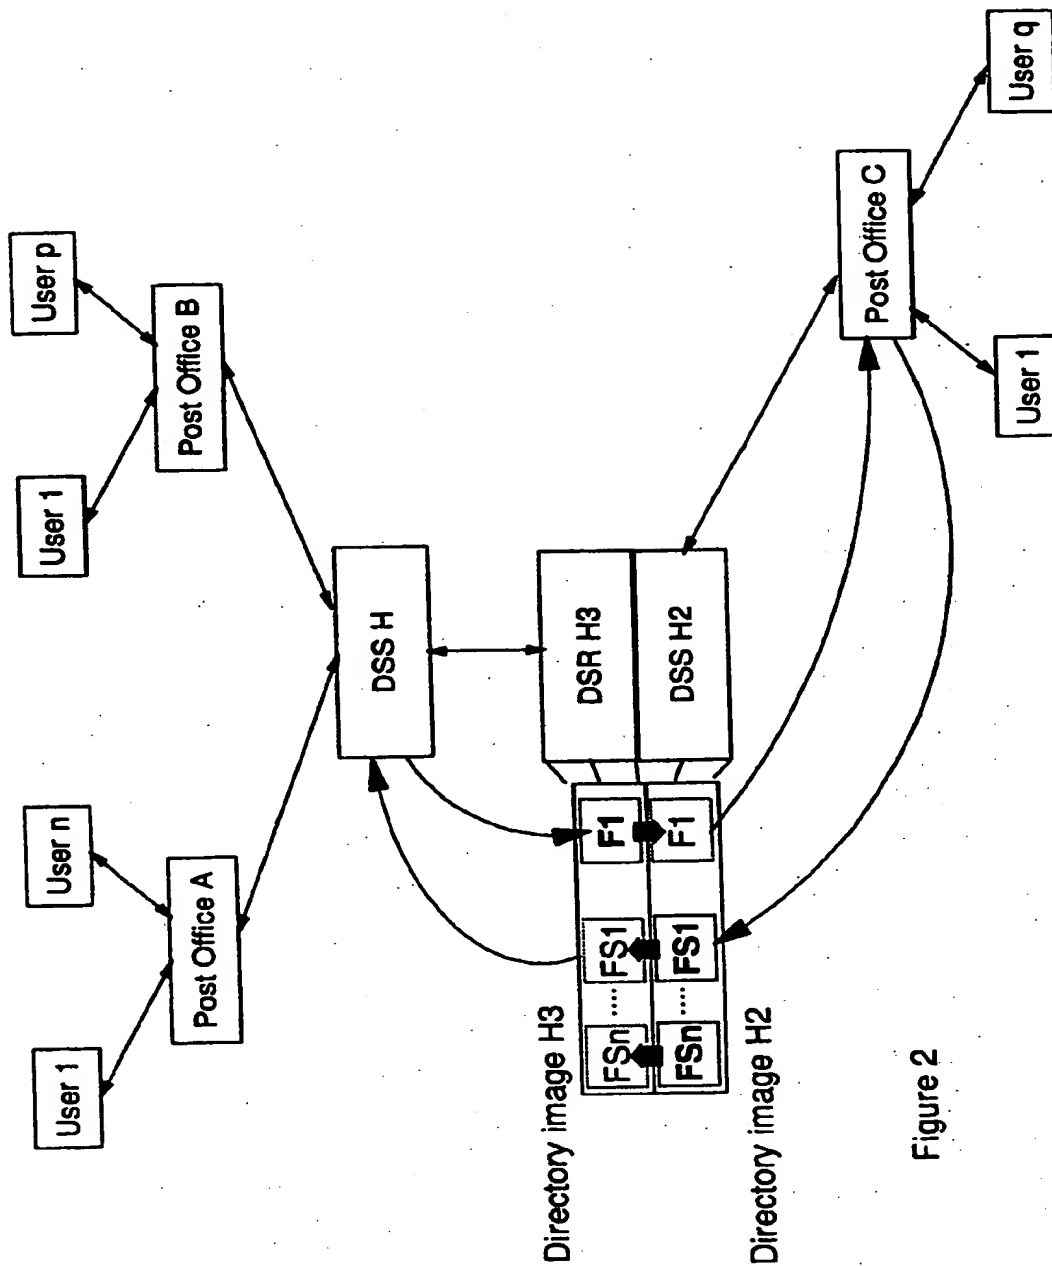 User 1
User n
User 1
User p
Post Office A
Post Office B
DSS H
Directory image H3
FSn
.....
FS1
F1
DSR H3
FSn
.....
FS1
F1
DSS H2
Directory image H2
Post Office C
User 1
User q
Figure 2